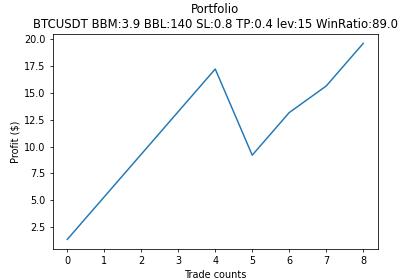 Portfolio
BTCUSDT BBM:3.9 BBL:140 SL:0.8 TP:0.4 lev:15 WinRatio:89.0
20.0
17.5
15.0
12.5
10.0
7.5
5.0
2.5
Profit ($)
0 1 2 3 4 5 6 7 8
Trade counts